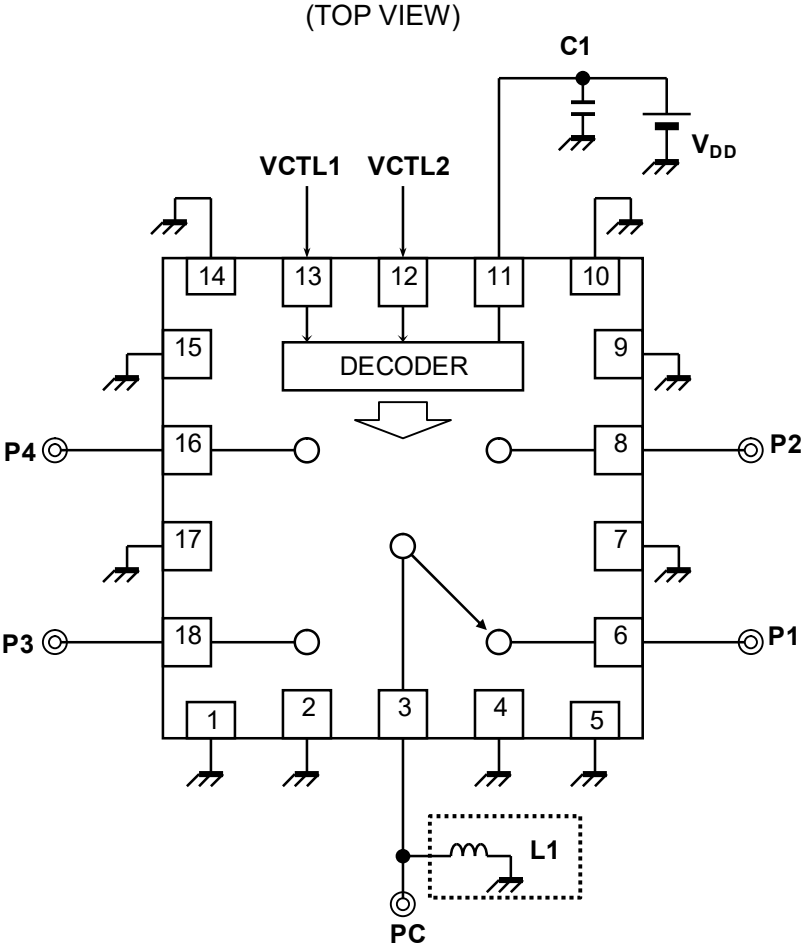 (TOP VIEW)
C1
V_DD
VCTL1 VCTL2
14 13 12 11 10
15 9
DECODER
P4 16 8 P2
17 7
P3 18 6 P1
1 2 3 4 5
L1
PC